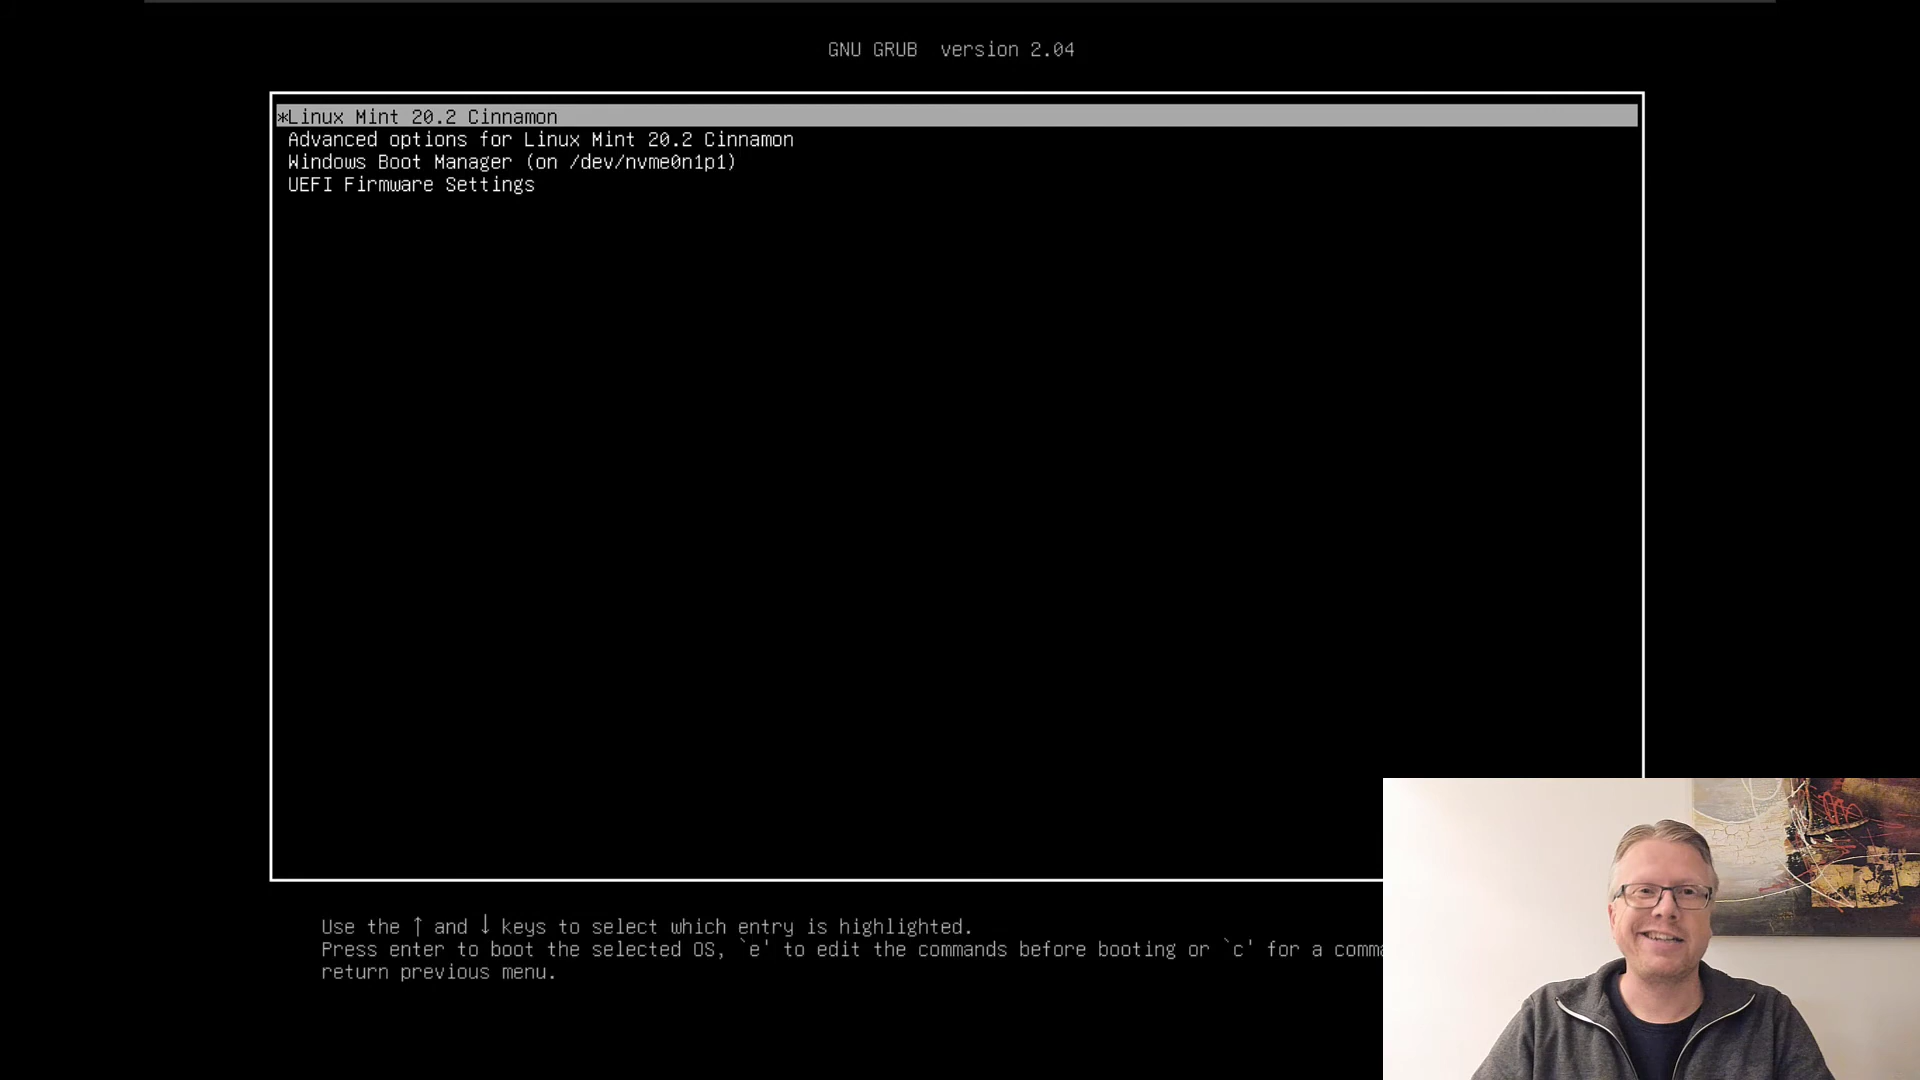 GNU GRUB  version 2.04
*Linux Mint 20.2 Cinnamon
Advanced options for Linux Mint 20.2 Cinnamon
Windows Boot Manager (on /dev/nvme0n1p1)
UEFI Firmware Settings
Use the ↑ and ↓ keys to select which entry is highlighted.
Press enter to boot the selected OS, `e' to edit the commands before booting or `c' for a comma
return previous menu.